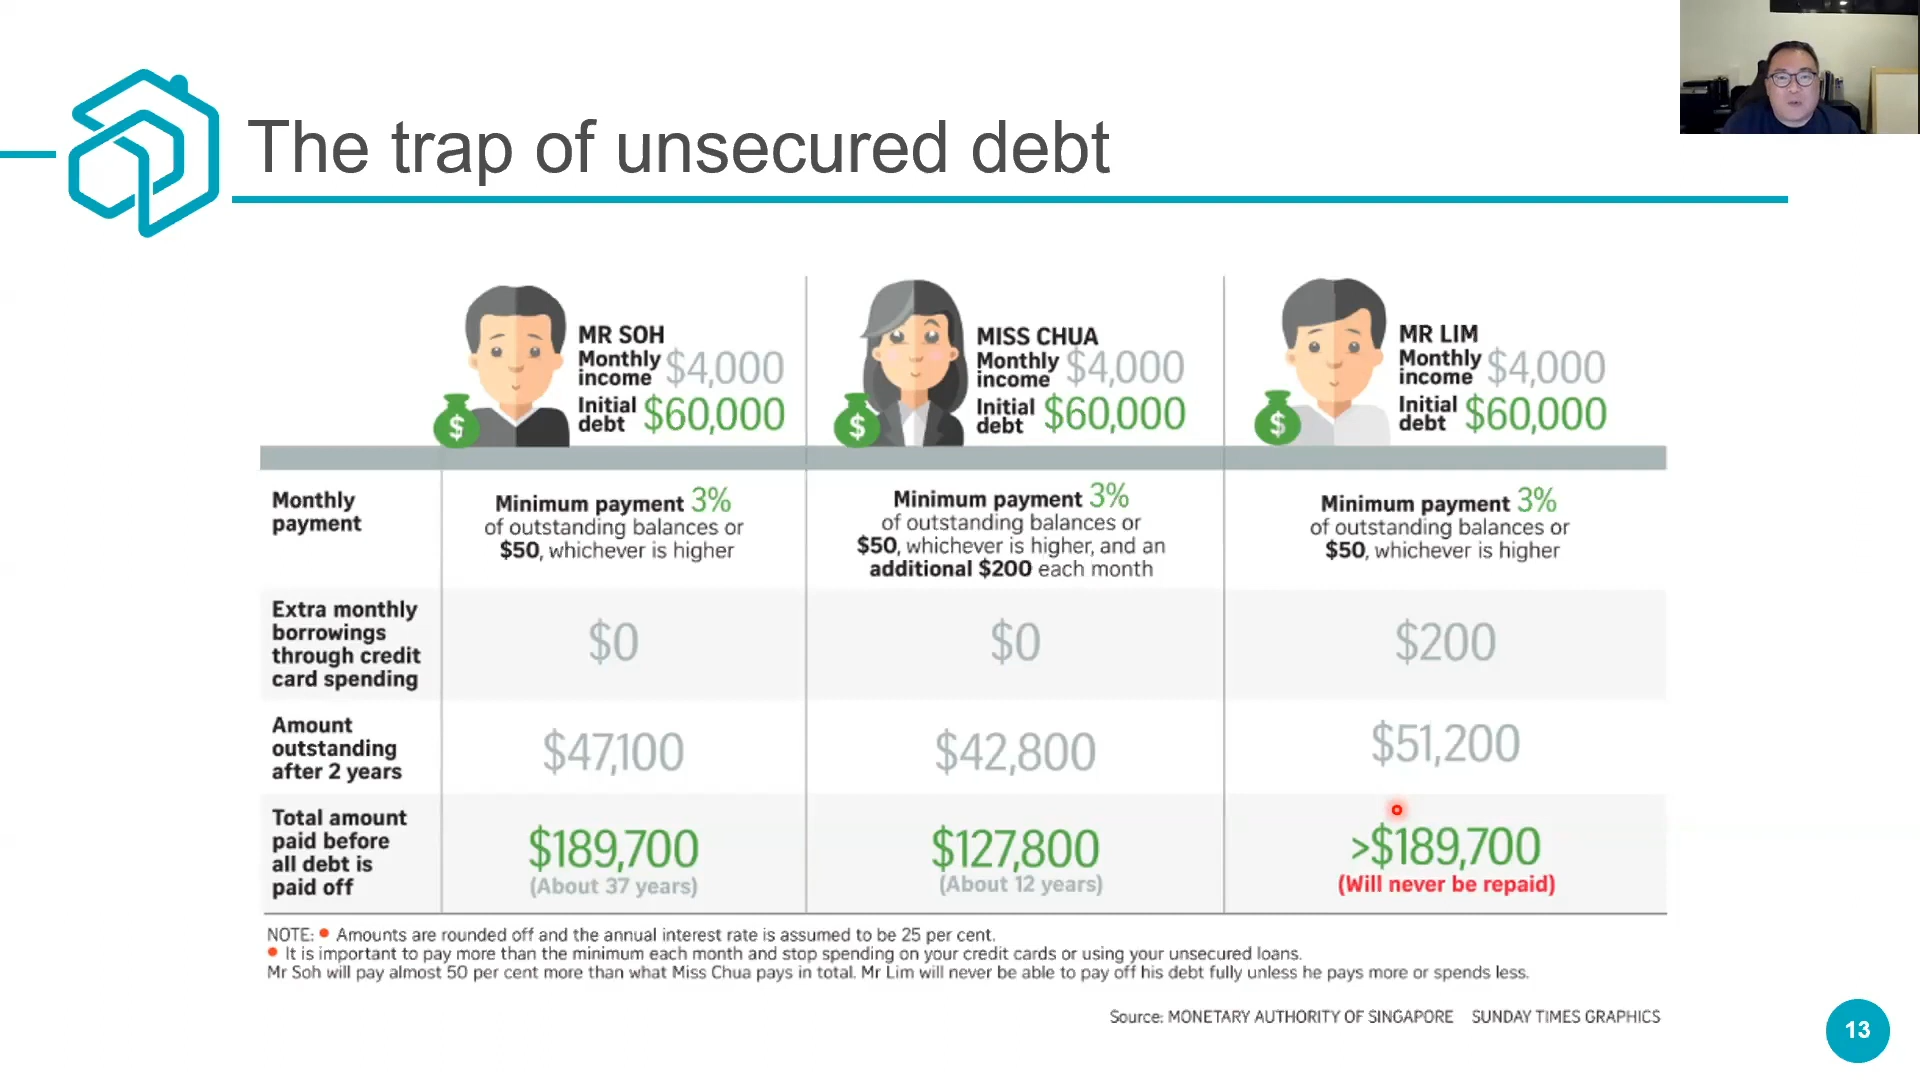 The trap of unsecured debt
MR SOH
Monthly income $4,000
Initial debt $60,000
MISS CHUA
Monthly income $4,000
Initial debt $60,000
MR LIM
Monthly income $4,000
Initial debt $60,000
Monthly
payment
Minimum payment 3%
of outstanding balances or
$50, whichever is higher
Minimum payment 3%
of outstanding balances or
$50, whichever is higher, and an
additional $200 each month
Minimum payment 3%
of outstanding balances or
$50, whichever is higher
Extra monthly
borrowings
through credit
card spending
$0
$0
$200
Amount
outstanding
after 2 years
$47,100
$42,800
$51,200
Total amount
paid before
all debt is
paid off
$189,700
(About 37 years)
$127,800
(About 12 years)
>$189,700
(Will never be repaid)
NOTE: • Amounts are rounded off and the annual interest rate is assumed to be 25 per cent.
• It is important to pay more than the minimum each month and stop spending on your credit cards or using your unsecured loans.
Mr Soh will pay almost 50 per cent more than what Miss Chua pays in total. Mr Lim will never be able to pay off his debt fully unless he pays more or spends less.
Source: MONETARY AUTHORITY OF SINGAPORE SUNDAY TIMES GRAPHICS
13